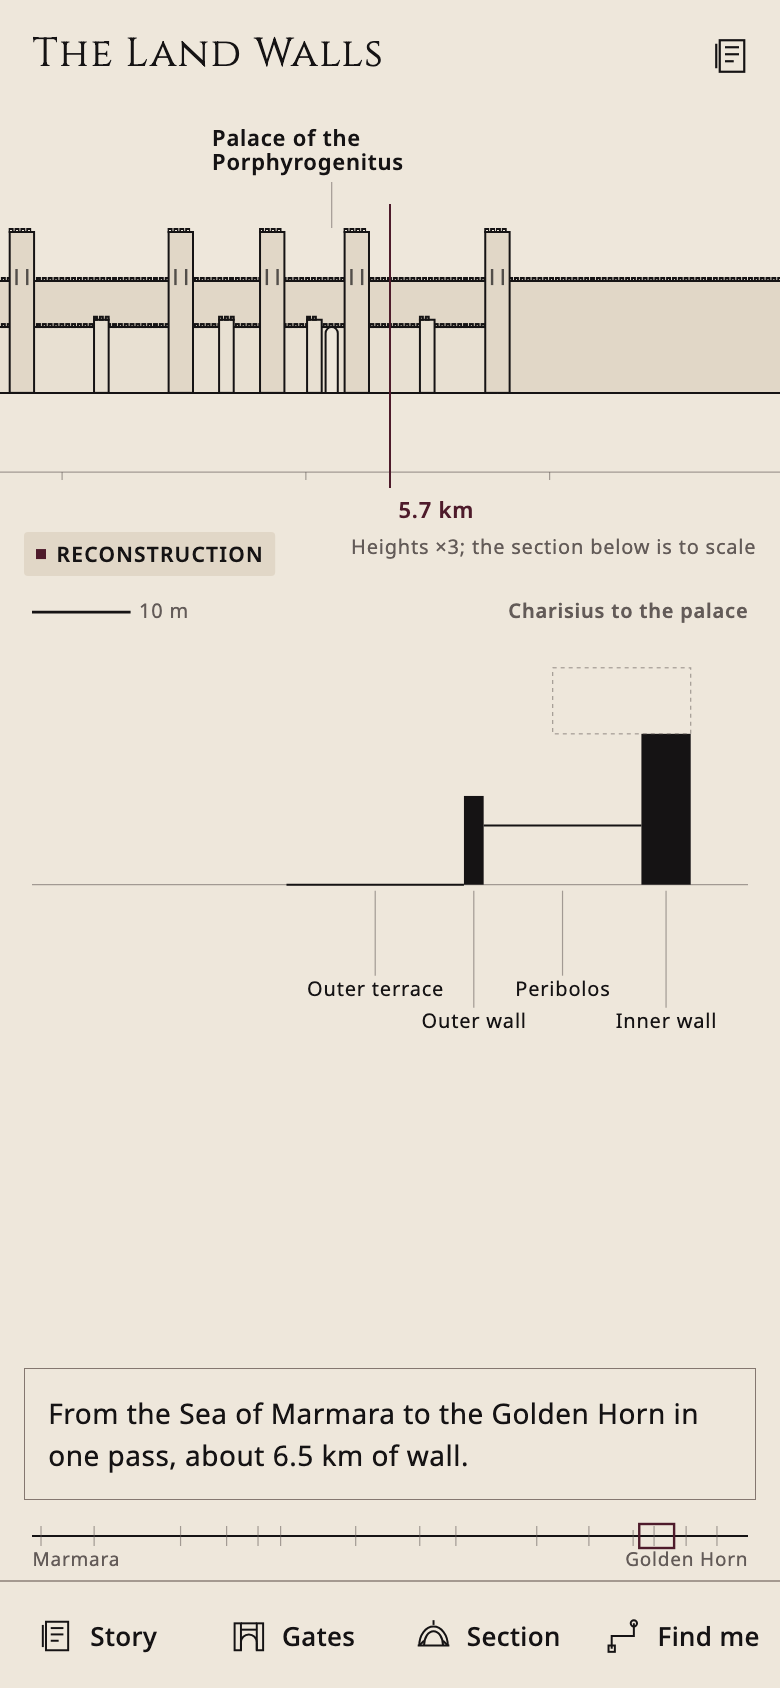 The Land Walls
Palace of the
Porphyrogenitus
5.7 km
RECONSTRUCTION
Heights ×3; the section below is to scale
10 m
Charisius to the palace
Outer terrace
Peribolos
Outer wall
Inner wall
From the Sea of Marmara to the Golden Horn in
one pass, about 6.5 km of wall.
Marmara
Golden Horn
Story
Gates
Section
Find me